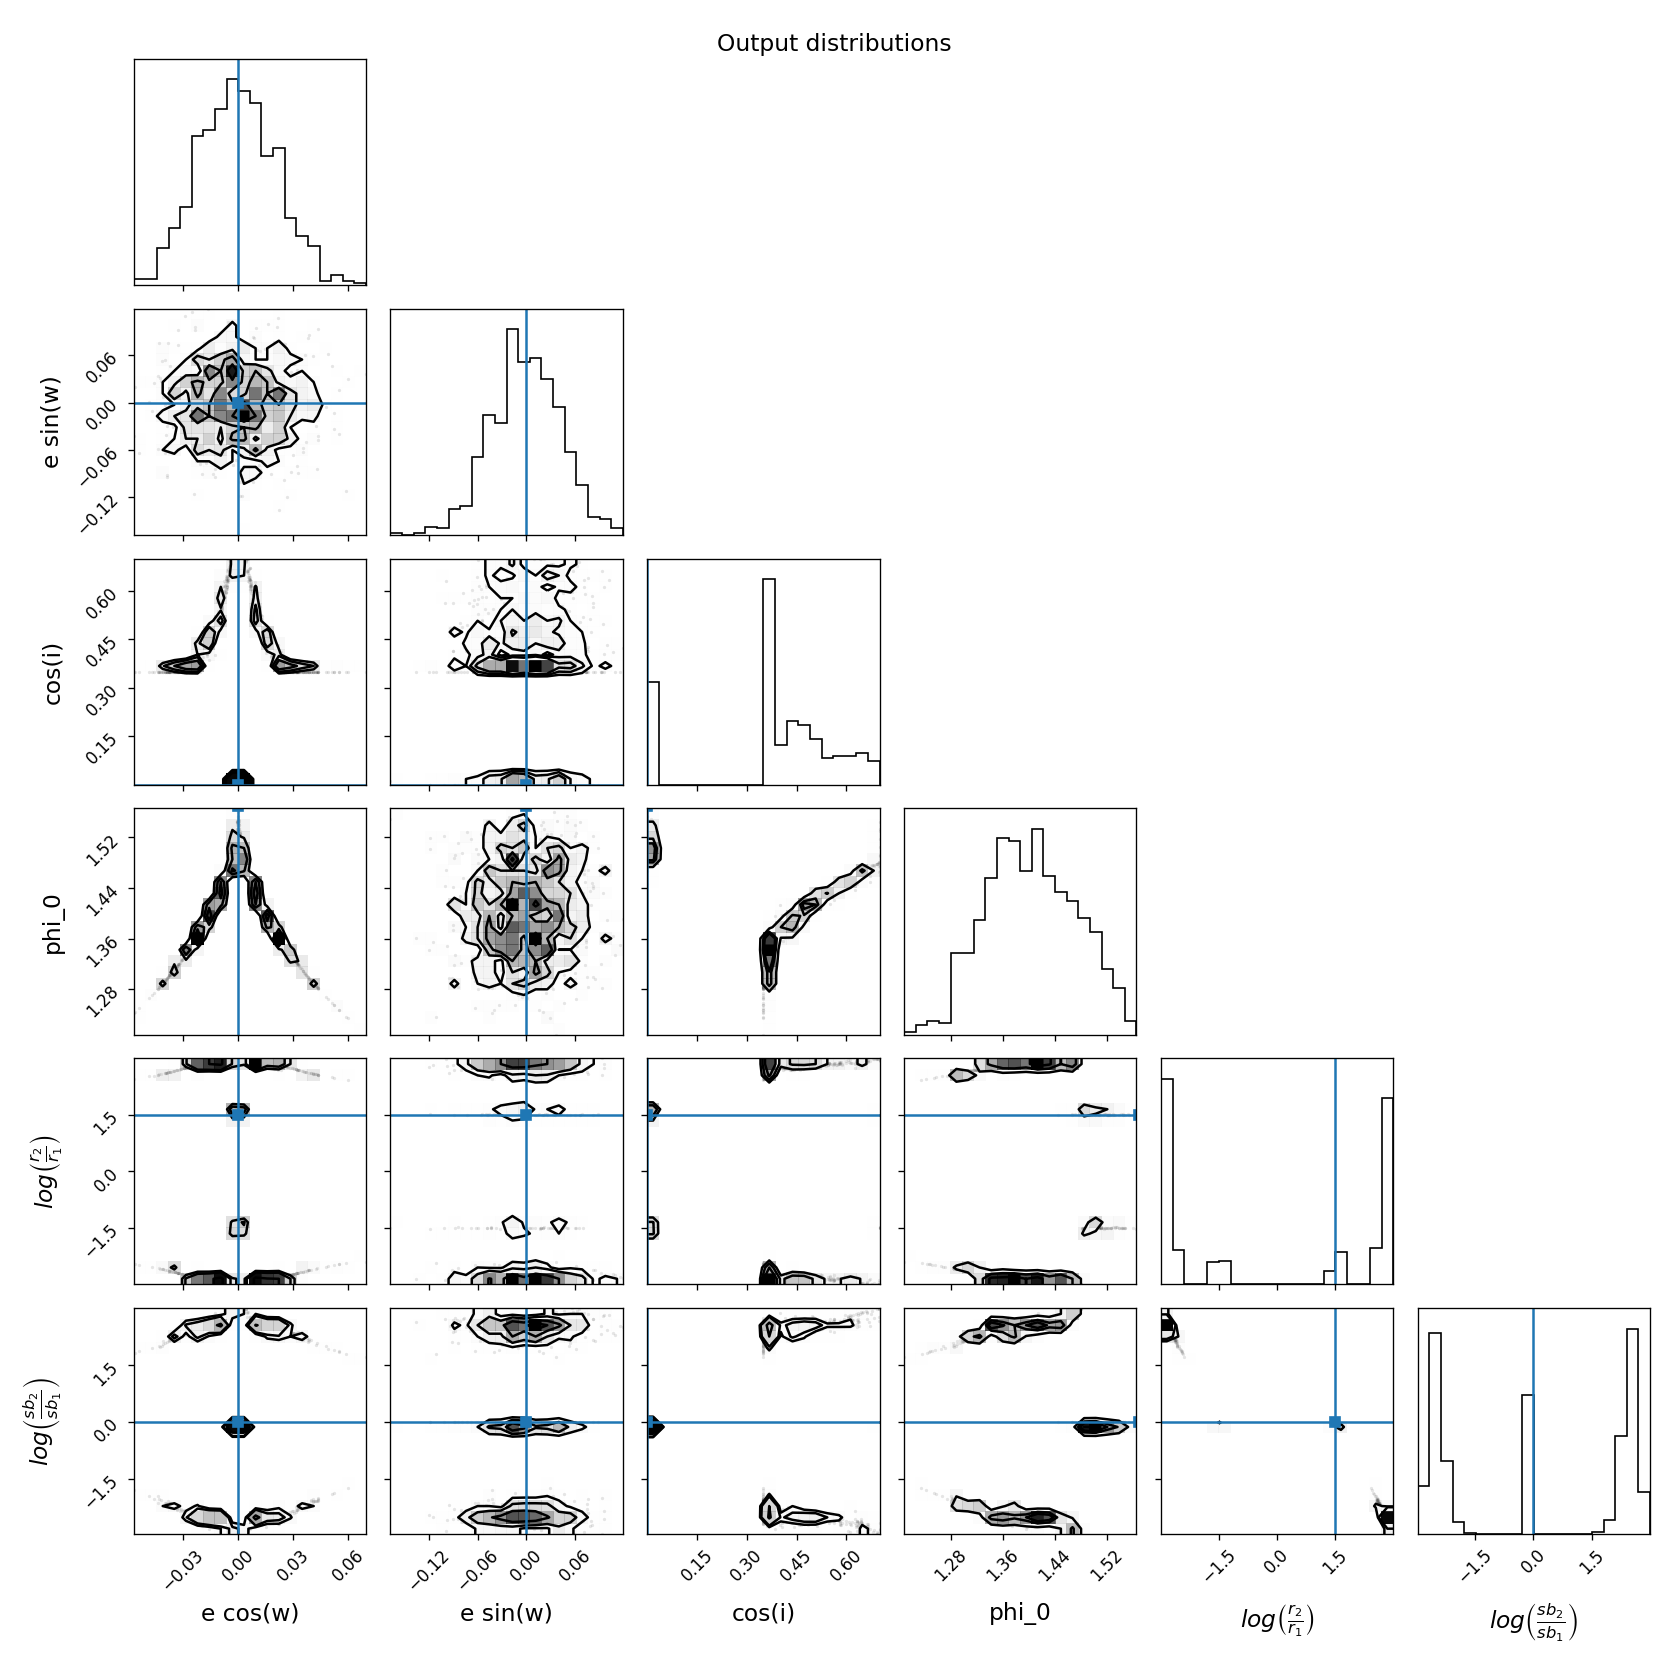 Output distributions
e sin(w)
0.06
0.00
−0.06
−0.12
cos(i)
0.60
0.45
0.30
0.15
phi_0
1.52
1.44
1.36
1.28
log(r2/r1)
1.5
0.0
−1.5
log(sb2/sb1)
1.5
0.0
−1.5
−0.03 0.00 0.03 0.06 −0.12 −0.06 0.00 0.06 0.15 0.30 0.45 0.60 1.28 1.36 1.44 1.52 −1.5 0.0 1.5 −1.5 0.0 1.5
e cos(w) e sin(w) cos(i) phi_0 log(r2/r1) log(sb2/sb1)